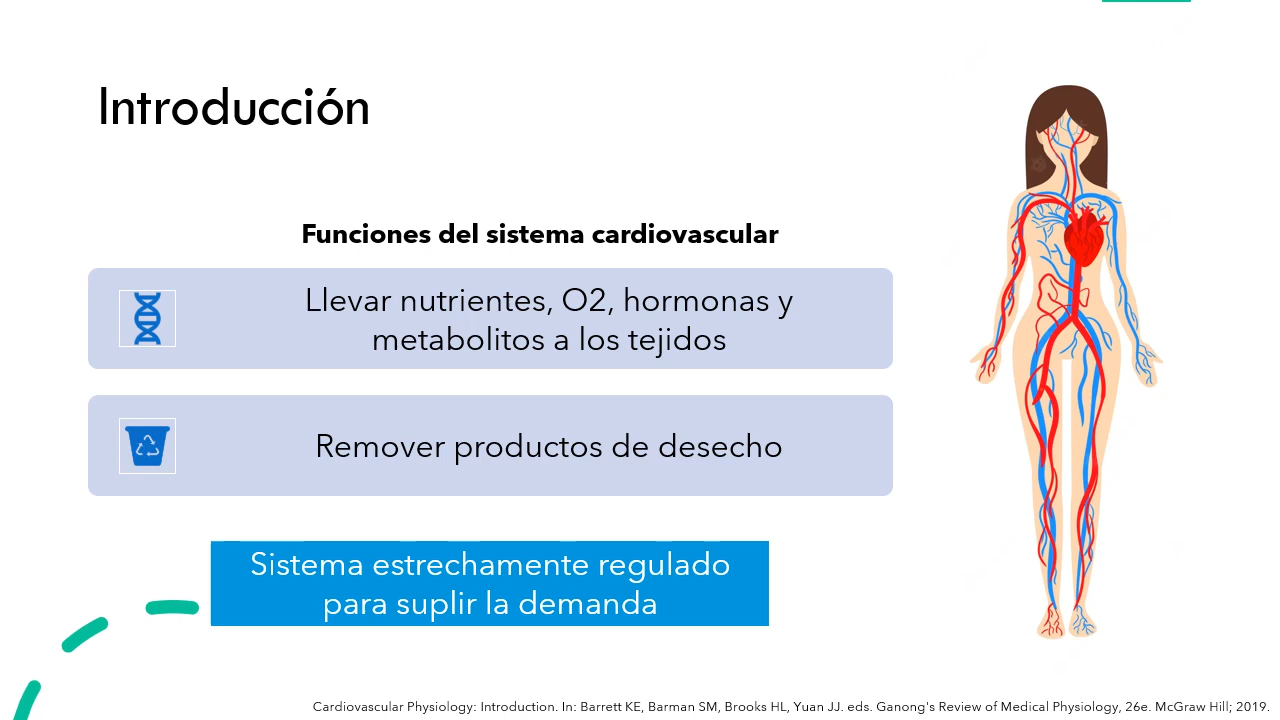 Introducción
Funciones del sistema cardiovascular
Llevar nutrientes, O2, hormonas y
metabolitos a los tejidos
Remover productos de desecho
Sistema estrechamente regulado
para suplir la demanda
Cardiovascular Physiology: Introduction. In: Barrett KE, Barman SM, Brooks HL, Yuan JJ. eds. Ganong's Review of Medical Physiology, 26e. McGraw Hill; 2019.